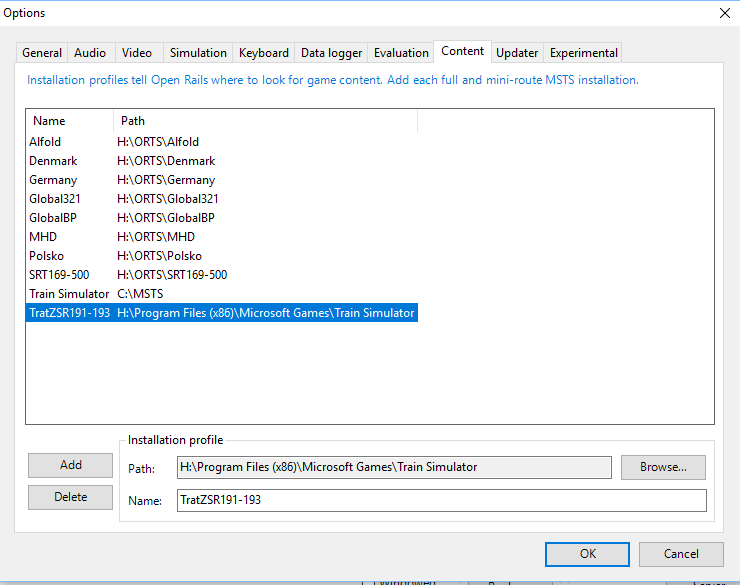 Options
General Audio Video Simulation Keyboard Data logger Evaluation Content Updater Experimental
Installation profiles tell Open Rails where to look for game content. Add each full and mini-route MSTS installation.
Name Path
Alfold H:\ORTS\Alfold
Denmark H:\ORTS\Denmark
Germany H:\ORTS\Germany
Global321 H:\ORTS\Global321
GlobalBP H:\ORTS\GlobalBP
MHD H:\ORTS\MHD
Polsko H:\ORTS\Polsko
SRT169-500 H:\ORTS\SRT169-500
Train Simulator C:\MSTS
TratZSR191-193 H:\Program Files (x86)\Microsoft Games\Train Simulator
Installation profile
Add Path: H:\Program Files (x86)\Microsoft Games\Train Simulator Browse...
Delete Name: TratZSR191-193
OK Cancel